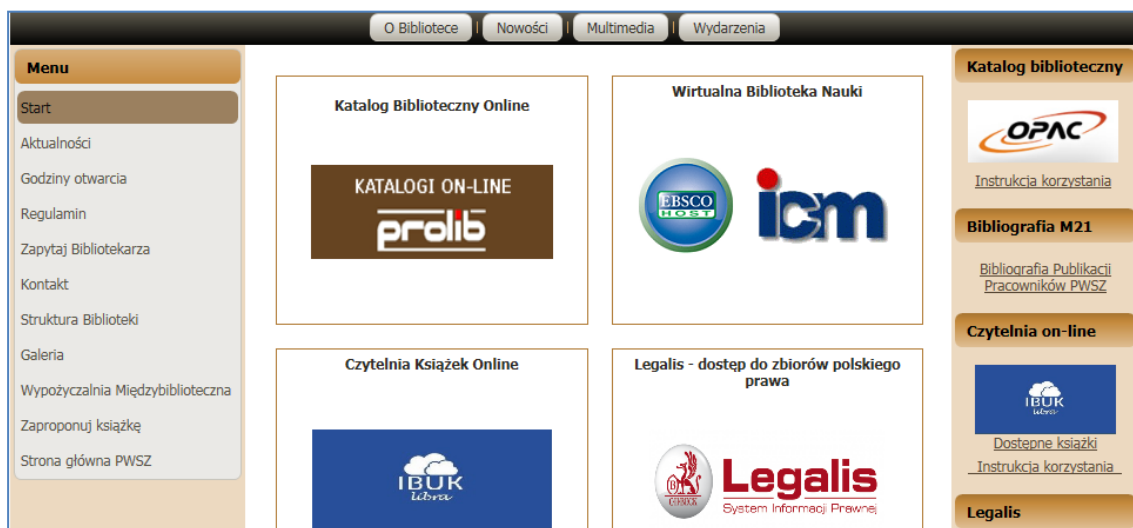 O Bibliotece | Nowości | Multimedia | Wydarzenia
Menu
Start
Aktualności
Godziny otwarcia
Regulamin
Zapytaj Bibliotekarza
Kontakt
Struktura Biblioteki
Galeria
Wypożyczalnia Międzybiblioteczna
Zaproponuj książkę
Strona główna PWSZ
Katalog Biblioteczny Online
KATALOGI ON-LINE
prolib
Wirtualna Biblioteka Nauki
EBSCO
HOST
icm
Czytelnia Książek Online
IBUK
libra
Legalis - dostęp do zbiorów polskiego
prawa
C·H·BECK
Legalis
System Informacji Prawnej
Katalog biblioteczny
OPAC
Instrukcja korzystania
Bibliografia M21
Bibliografia Publikacji
Pracowników PWSZ
Czytelnia on-line
IBUK
libra
Dostępne książki
Instrukcja korzystania
Legalis